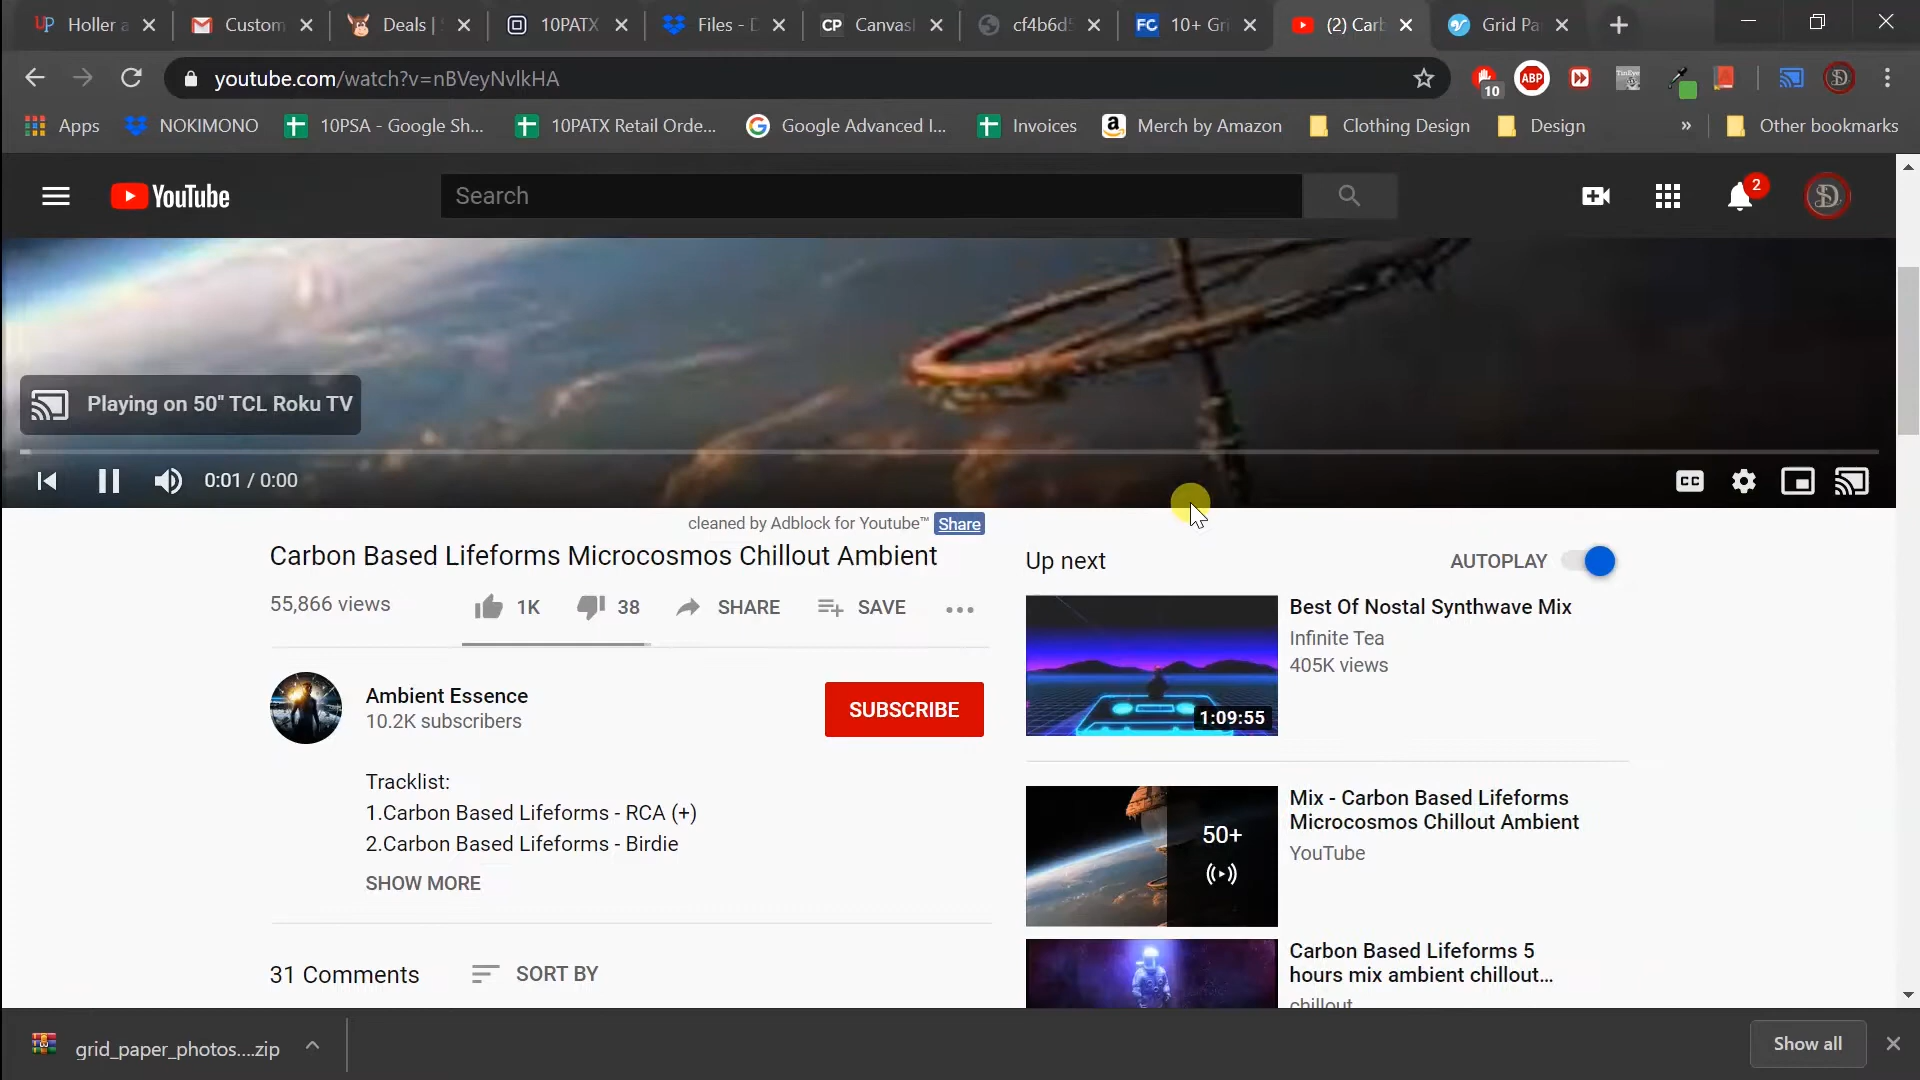 Holler a
Custom
Deals |
10PATX
Files - D
Canvas
cf4b6d5
10+ Gri
(2) Carb
Grid Pa
youtube.com/watch?v=nBVeyNvlkHA
10
ABP
TinEye
Apps
NOKIMONO
10PSA - Google Sh...
10PATX Retail Orde...
Google Advanced I...
Invoices
Merch by Amazon
Clothing Design
Design
»
Other bookmarks
YouTube
Search
2
Playing on 50" TCL Roku TV
0:01 / 0:00
CC
cleaned by Adblock for Youtube™ Share
Carbon Based Lifeforms Microcosmos Chillout Ambient
55,866 views
1K
38
SHARE
SAVE
Ambient Essence
10.2K subscribers
SUBSCRIBE
Tracklist:
1.Carbon Based Lifeforms - RCA (+)
2.Carbon Based Lifeforms - Birdie
SHOW MORE
31 Comments
SORT BY
Up next
AUTOPLAY
1:09:55
Best Of Nostal Synthwave Mix
Infinite Tea
405K views
50+
Mix - Carbon Based Lifeforms
Microcosmos Chillout Ambient
YouTube
Carbon Based Lifeforms 5
hours mix ambient chillout...
chillout
grid_paper_photos....zip
Show all